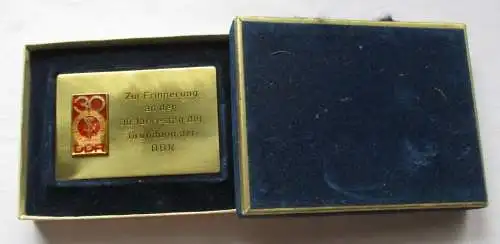 30
DDR
Zur Erinnerung
an den
30. Jahrestag der
Gründung der
DDR